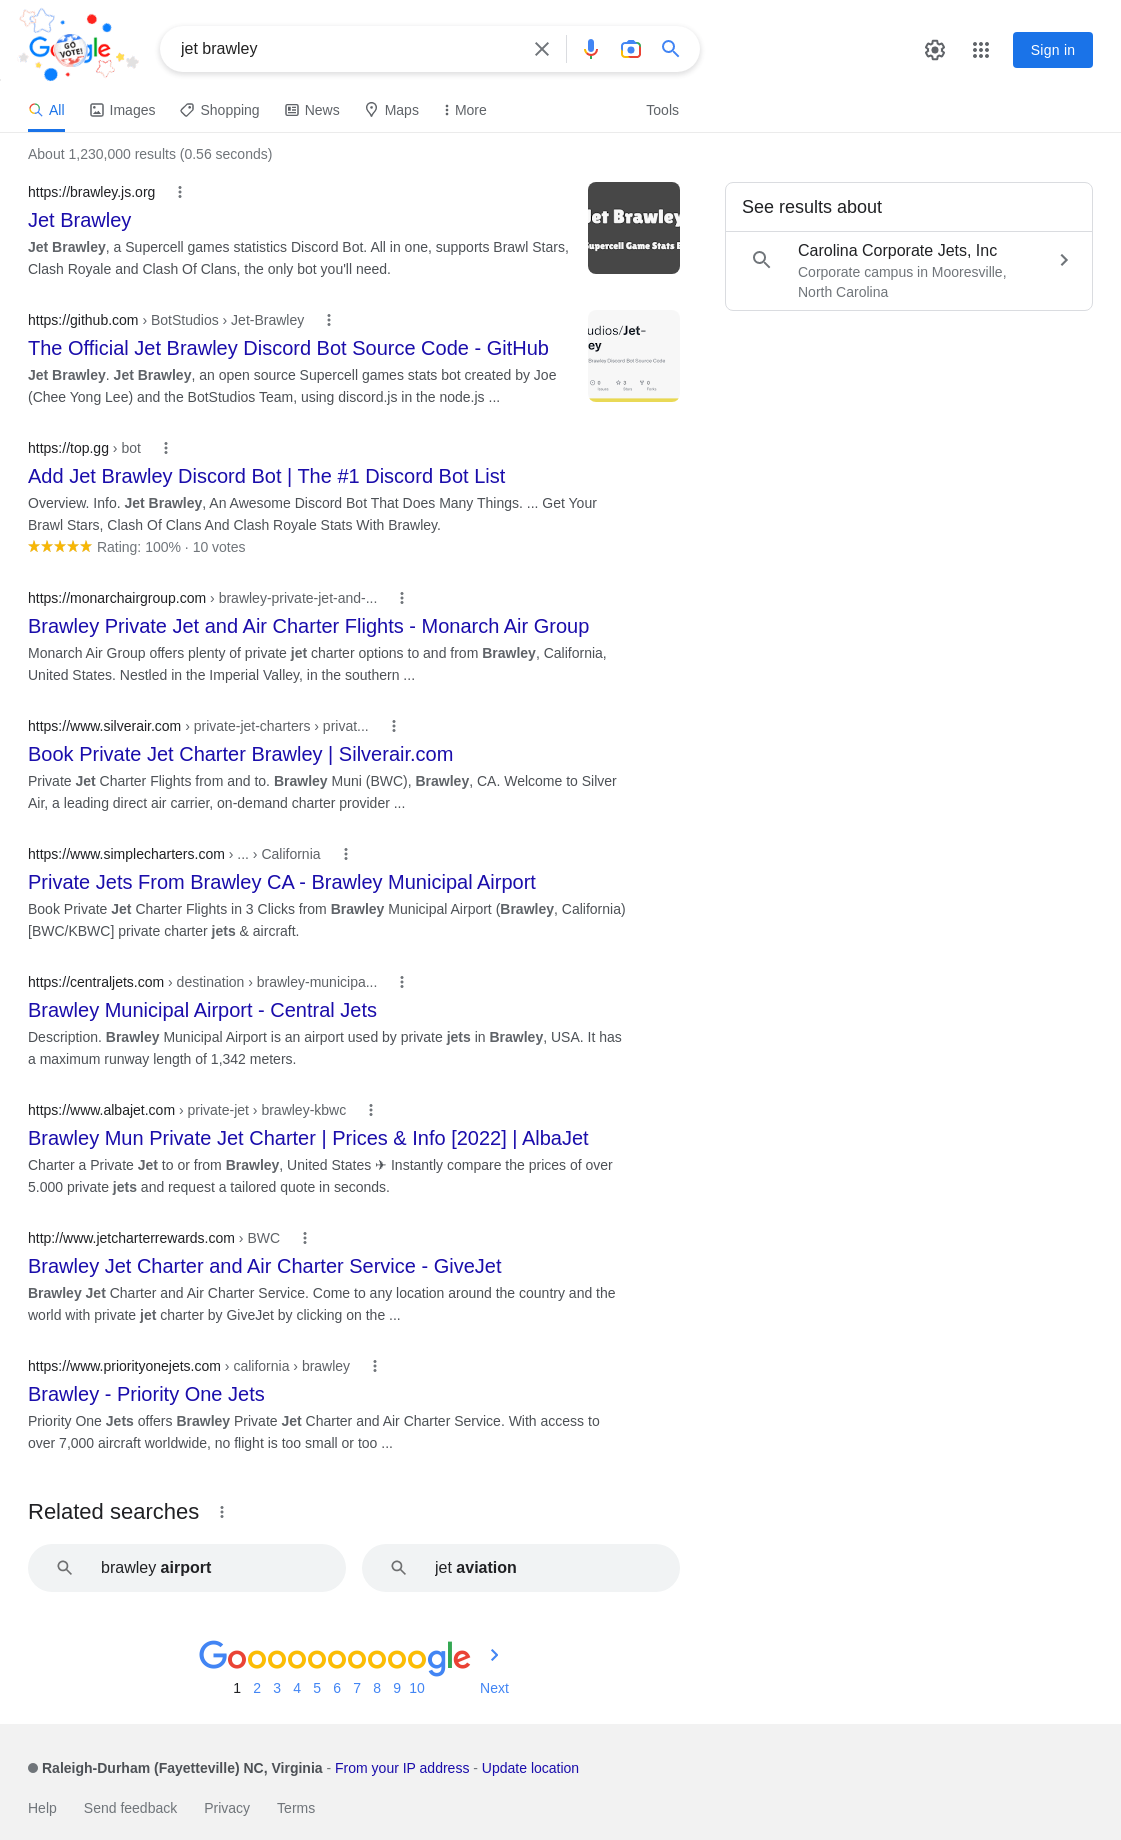 GO VOTE!
jet brawley
Sign in
All
Images
Shopping
News
Maps
More
Tools
About 1,230,000 results (0.56 seconds)
https://brawley.js.org
Jet Brawley
Jet Brawley, a Supercell games statistics Discord Bot. All in one, supports Brawl Stars,
Clash Royale and Clash Of Clans, the only bot you'll need.
Jet Brawley
Supercell Game Stats B
See results about
Carolina Corporate Jets, Inc
Corporate campus in Mooresville,
North Carolina
https://github.com › BotStudios › Jet-Brawley
The Official Jet Brawley Discord Bot Source Code - GitHub
Jet Brawley. Jet Brawley, an open source Supercell games stats bot created by Joe
(Chee Yong Lee) and the BotStudios Team, using discord.js in the node.js ...
udios/Jet-
ey
Brawley Discord Bot Source Code
0 3 0
Issues Stars Forks
https://top.gg › bot
Add Jet Brawley Discord Bot | The #1 Discord Bot List
Overview. Info. Jet Brawley, An Awesome Discord Bot That Does Many Things. ... Get Your
Brawl Stars, Clash Of Clans And Clash Royale Stats With Brawley.
★★★★★ Rating: 100% · 10 votes
https://monarchairgroup.com › brawley-private-jet-and-...
Brawley Private Jet and Air Charter Flights - Monarch Air Group
Monarch Air Group offers plenty of private jet charter options to and from Brawley, California,
United States. Nestled in the Imperial Valley, in the southern ...
https://www.silverair.com › private-jet-charters › privat...
Book Private Jet Charter Brawley | Silverair.com
Private Jet Charter Flights from and to. Brawley Muni (BWC), Brawley, CA. Welcome to Silver
Air, a leading direct air carrier, on-demand charter provider ...
https://www.simplecharters.com › ... › California
Private Jets From Brawley CA - Brawley Municipal Airport
Book Private Jet Charter Flights in 3 Clicks from Brawley Municipal Airport (Brawley, California)
[BWC/KBWC] private charter jets & aircraft.
https://centraljets.com › destination › brawley-municipa...
Brawley Municipal Airport - Central Jets
Description. Brawley Municipal Airport is an airport used by private jets in Brawley, USA. It has
a maximum runway length of 1,342 meters.
https://www.albajet.com › private-jet › brawley-kbwc
Brawley Mun Private Jet Charter | Prices & Info [2022] | AlbaJet
Charter a Private Jet to or from Brawley, United States ✈ Instantly compare the prices of over
5.000 private jets and request a tailored quote in seconds.
http://www.jetcharterrewards.com › BWC
Brawley Jet Charter and Air Charter Service - GiveJet
Brawley Jet Charter and Air Charter Service. Come to any location around the country and the
world with private jet charter by GiveJet by clicking on the ...
https://www.priorityonejets.com › california › brawley
Brawley - Priority One Jets
Priority One Jets offers Brawley Private Jet Charter and Air Charter Service. With access to
over 7,000 aircraft worldwide, no flight is too small or too ...
Related searches
brawley airport
jet aviation
Goooooooooogle
1 2 3 4 5 6 7 8 9 10 Next
Raleigh-Durham (Fayetteville) NC, Virginia - From your IP address - Update location
Help Send feedback Privacy Terms